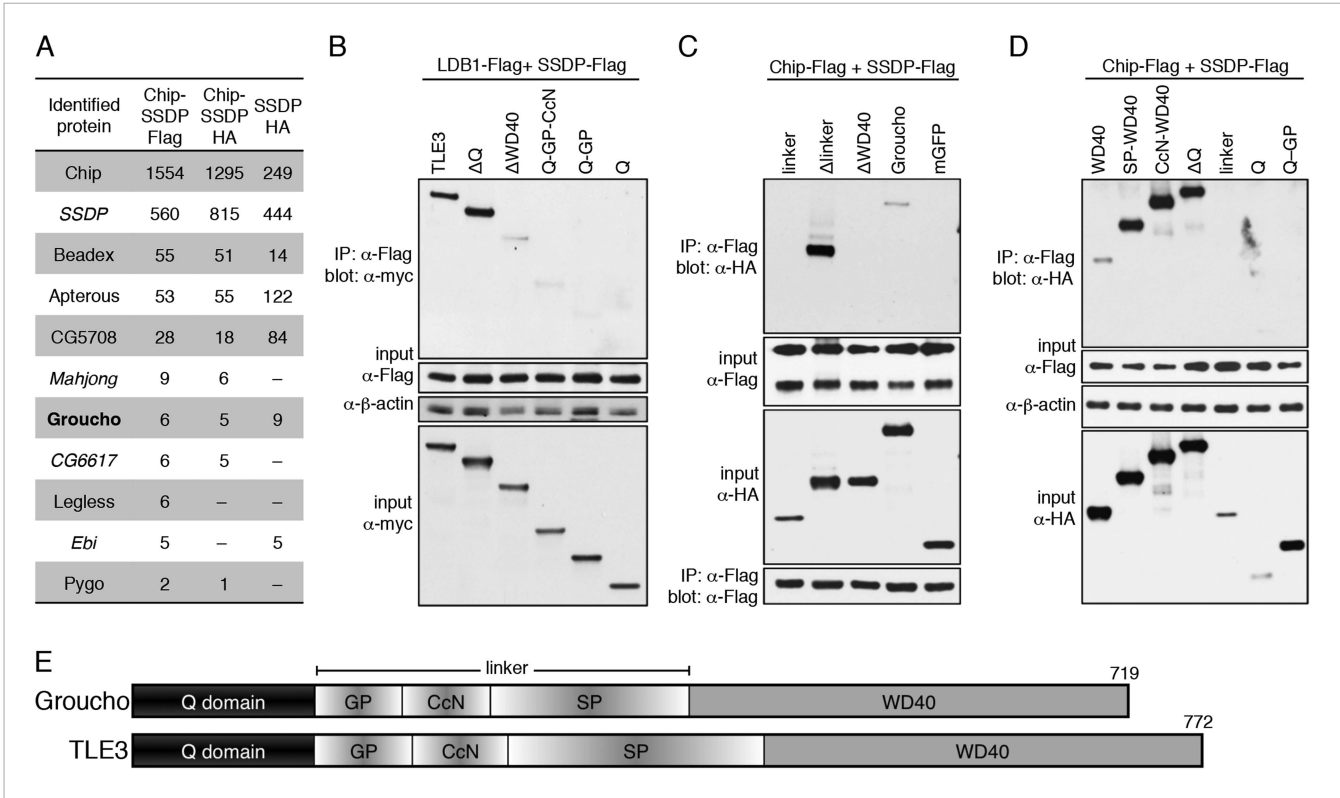 A
Identified protein Chip-SSDP Flag Chip-SSDP HA SSDP HA
Chip 1554 1295 249
SSDP 560 815 444
Beadex 55 51 14
Apterous 53 55 122
CG5708 28 18 84
Mahjong 9 6 –
Groucho 6 5 9
CG6617 6 5 –
Legless 6 – –
Ebi 5 – 5
Pygo 2 1 –
B
LDB1-Flag+ SSDP-Flag
TLE3 ΔQ ΔWD40 Q-GP-CcN Q-GP Q
IP: α-Flag
blot: α-myc
input
α-Flag
α-β-actin
input
α-myc
C
Chip-Flag + SSDP-Flag
linker Δlinker ΔWD40 Groucho mGFP
IP: α-Flag
blot: α-HA
input
α-Flag
input
α-HA
IP: α-Flag
blot: α-Flag
D
Chip-Flag + SSDP-Flag
WD40 SP-WD40 CcN-WD40 ΔQ linker Q Q–GP
IP: α-Flag
blot: α-HA
input
α-Flag
α-β-actin
input
α-HA
E
linker
719
Groucho Q domain GP CcN SP WD40
772
TLE3 Q domain GP CcN SP WD40